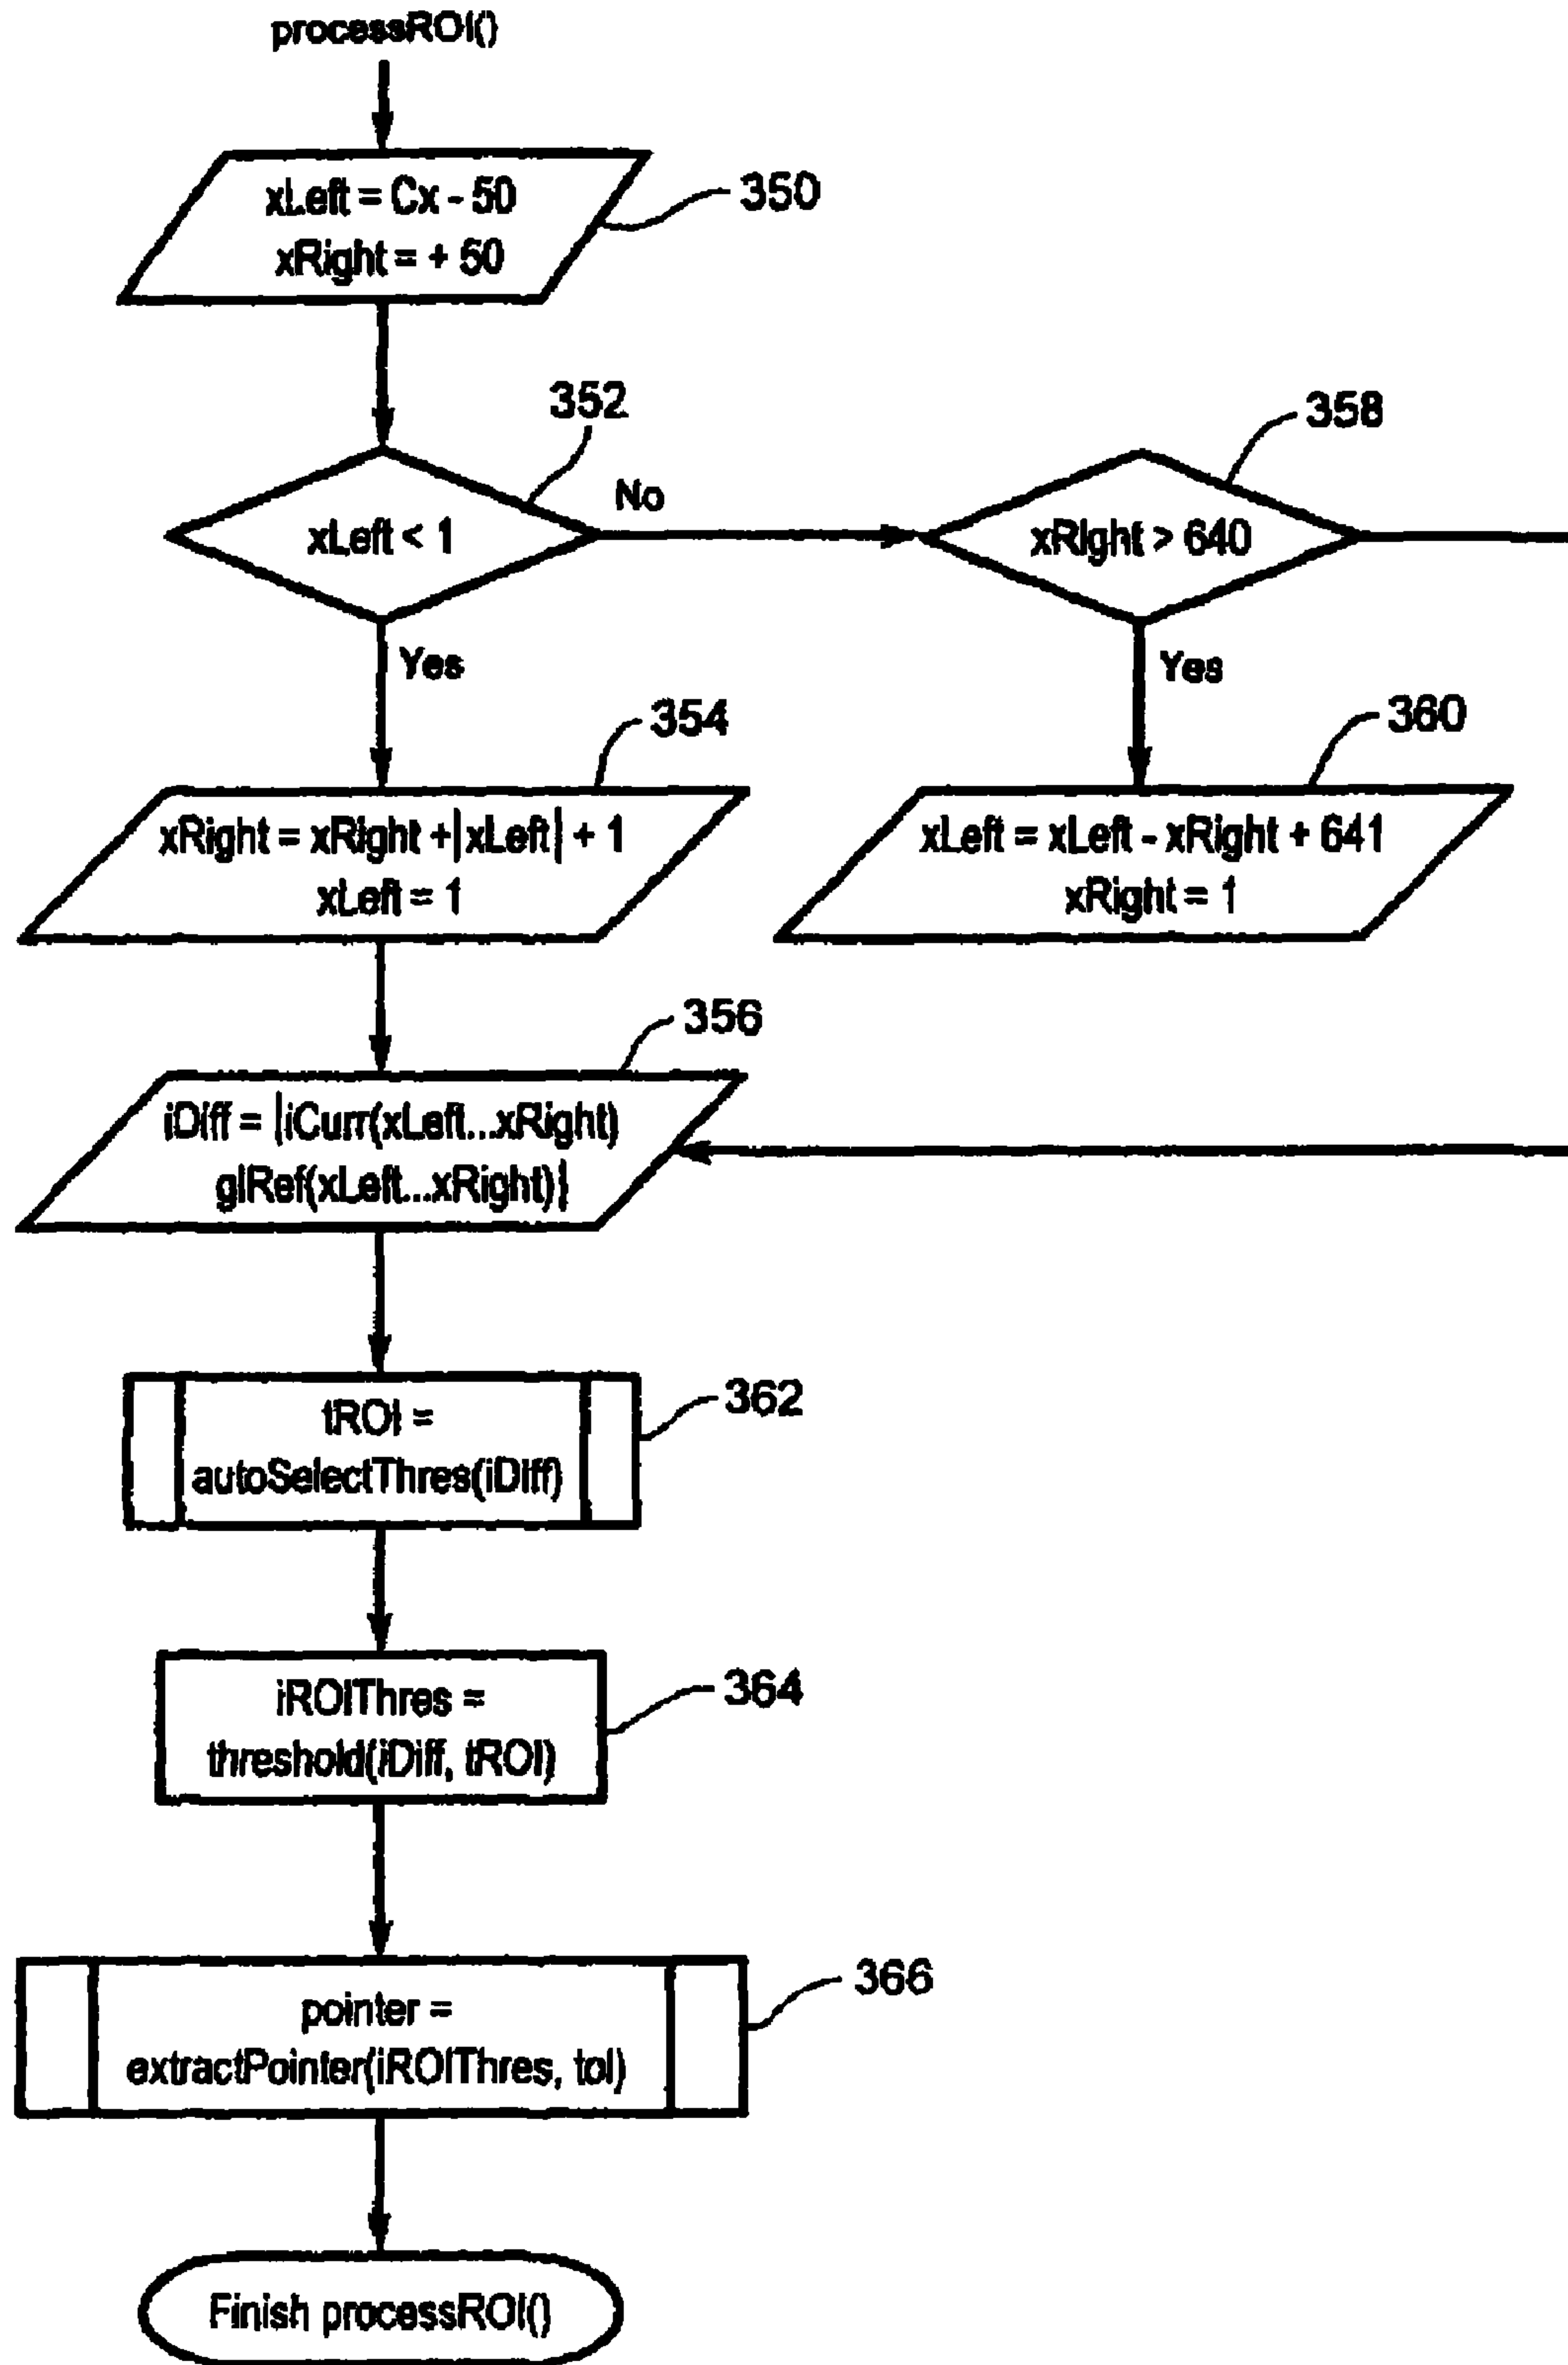 processROI()
xLeft = Cx - 50
xRight = + 50
350
352
xLeft < 1
No
358
xRight > 640
Yes
Yes
354
xRight = xRight +|xLeft| + 1
xLeft = 1
360
xLeft = xLeft - xRight + 641
xRight = 1
356
iDiff = |iCurr(xLeft...xRight)
glRef(xLeft...xRight)|
362
tROI =
autoSelectThres(iDiff)
364
iROIThres =
threshold(iDiff, tROI)
366
pointer =
extractPointer(iROIThres, tol)
Finish processROI()